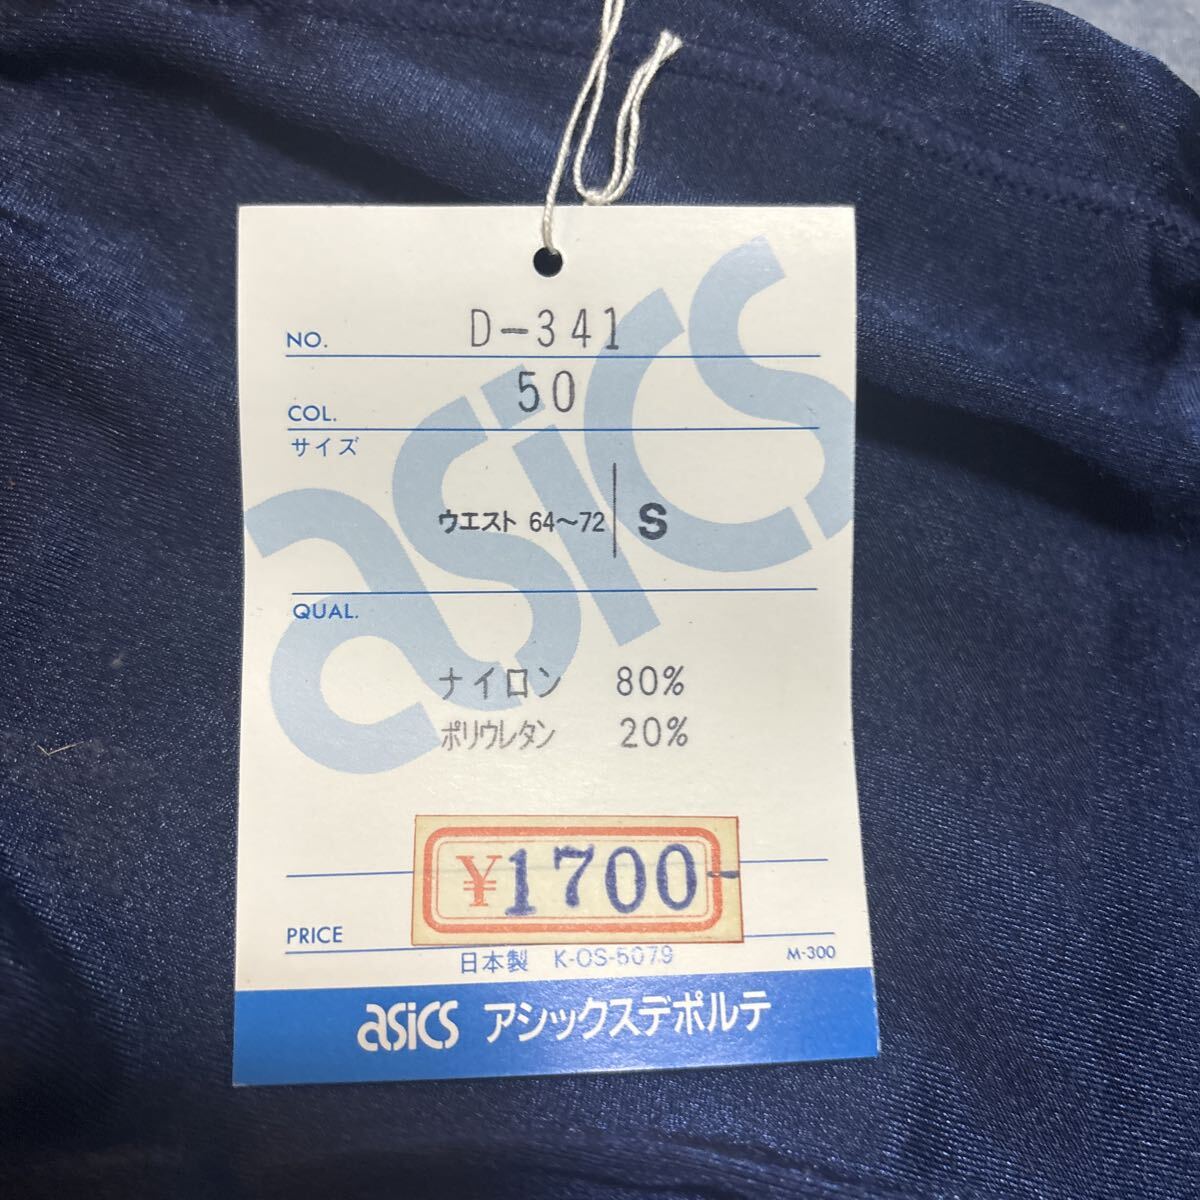 NO. D-341
COL. 50
サイズ
ウエスト 64～72 S
QUAL.
ナイロン 80%
ポリウレタン 20%
¥1700-
PRICE
日本製 K-OS-5079 M-300
asics アシックスデポルテ
asics